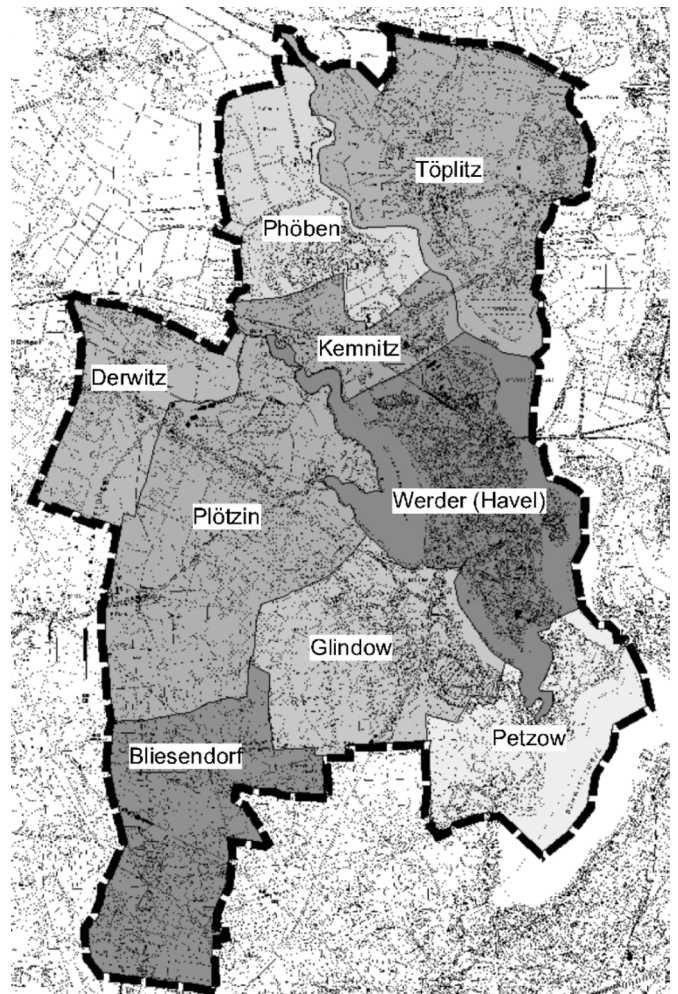 Töplitz
Phöben
Kemnitz
Derwitz
Werder (Havel)
Plötzin
Glindow
Petzow
Bliesendorf